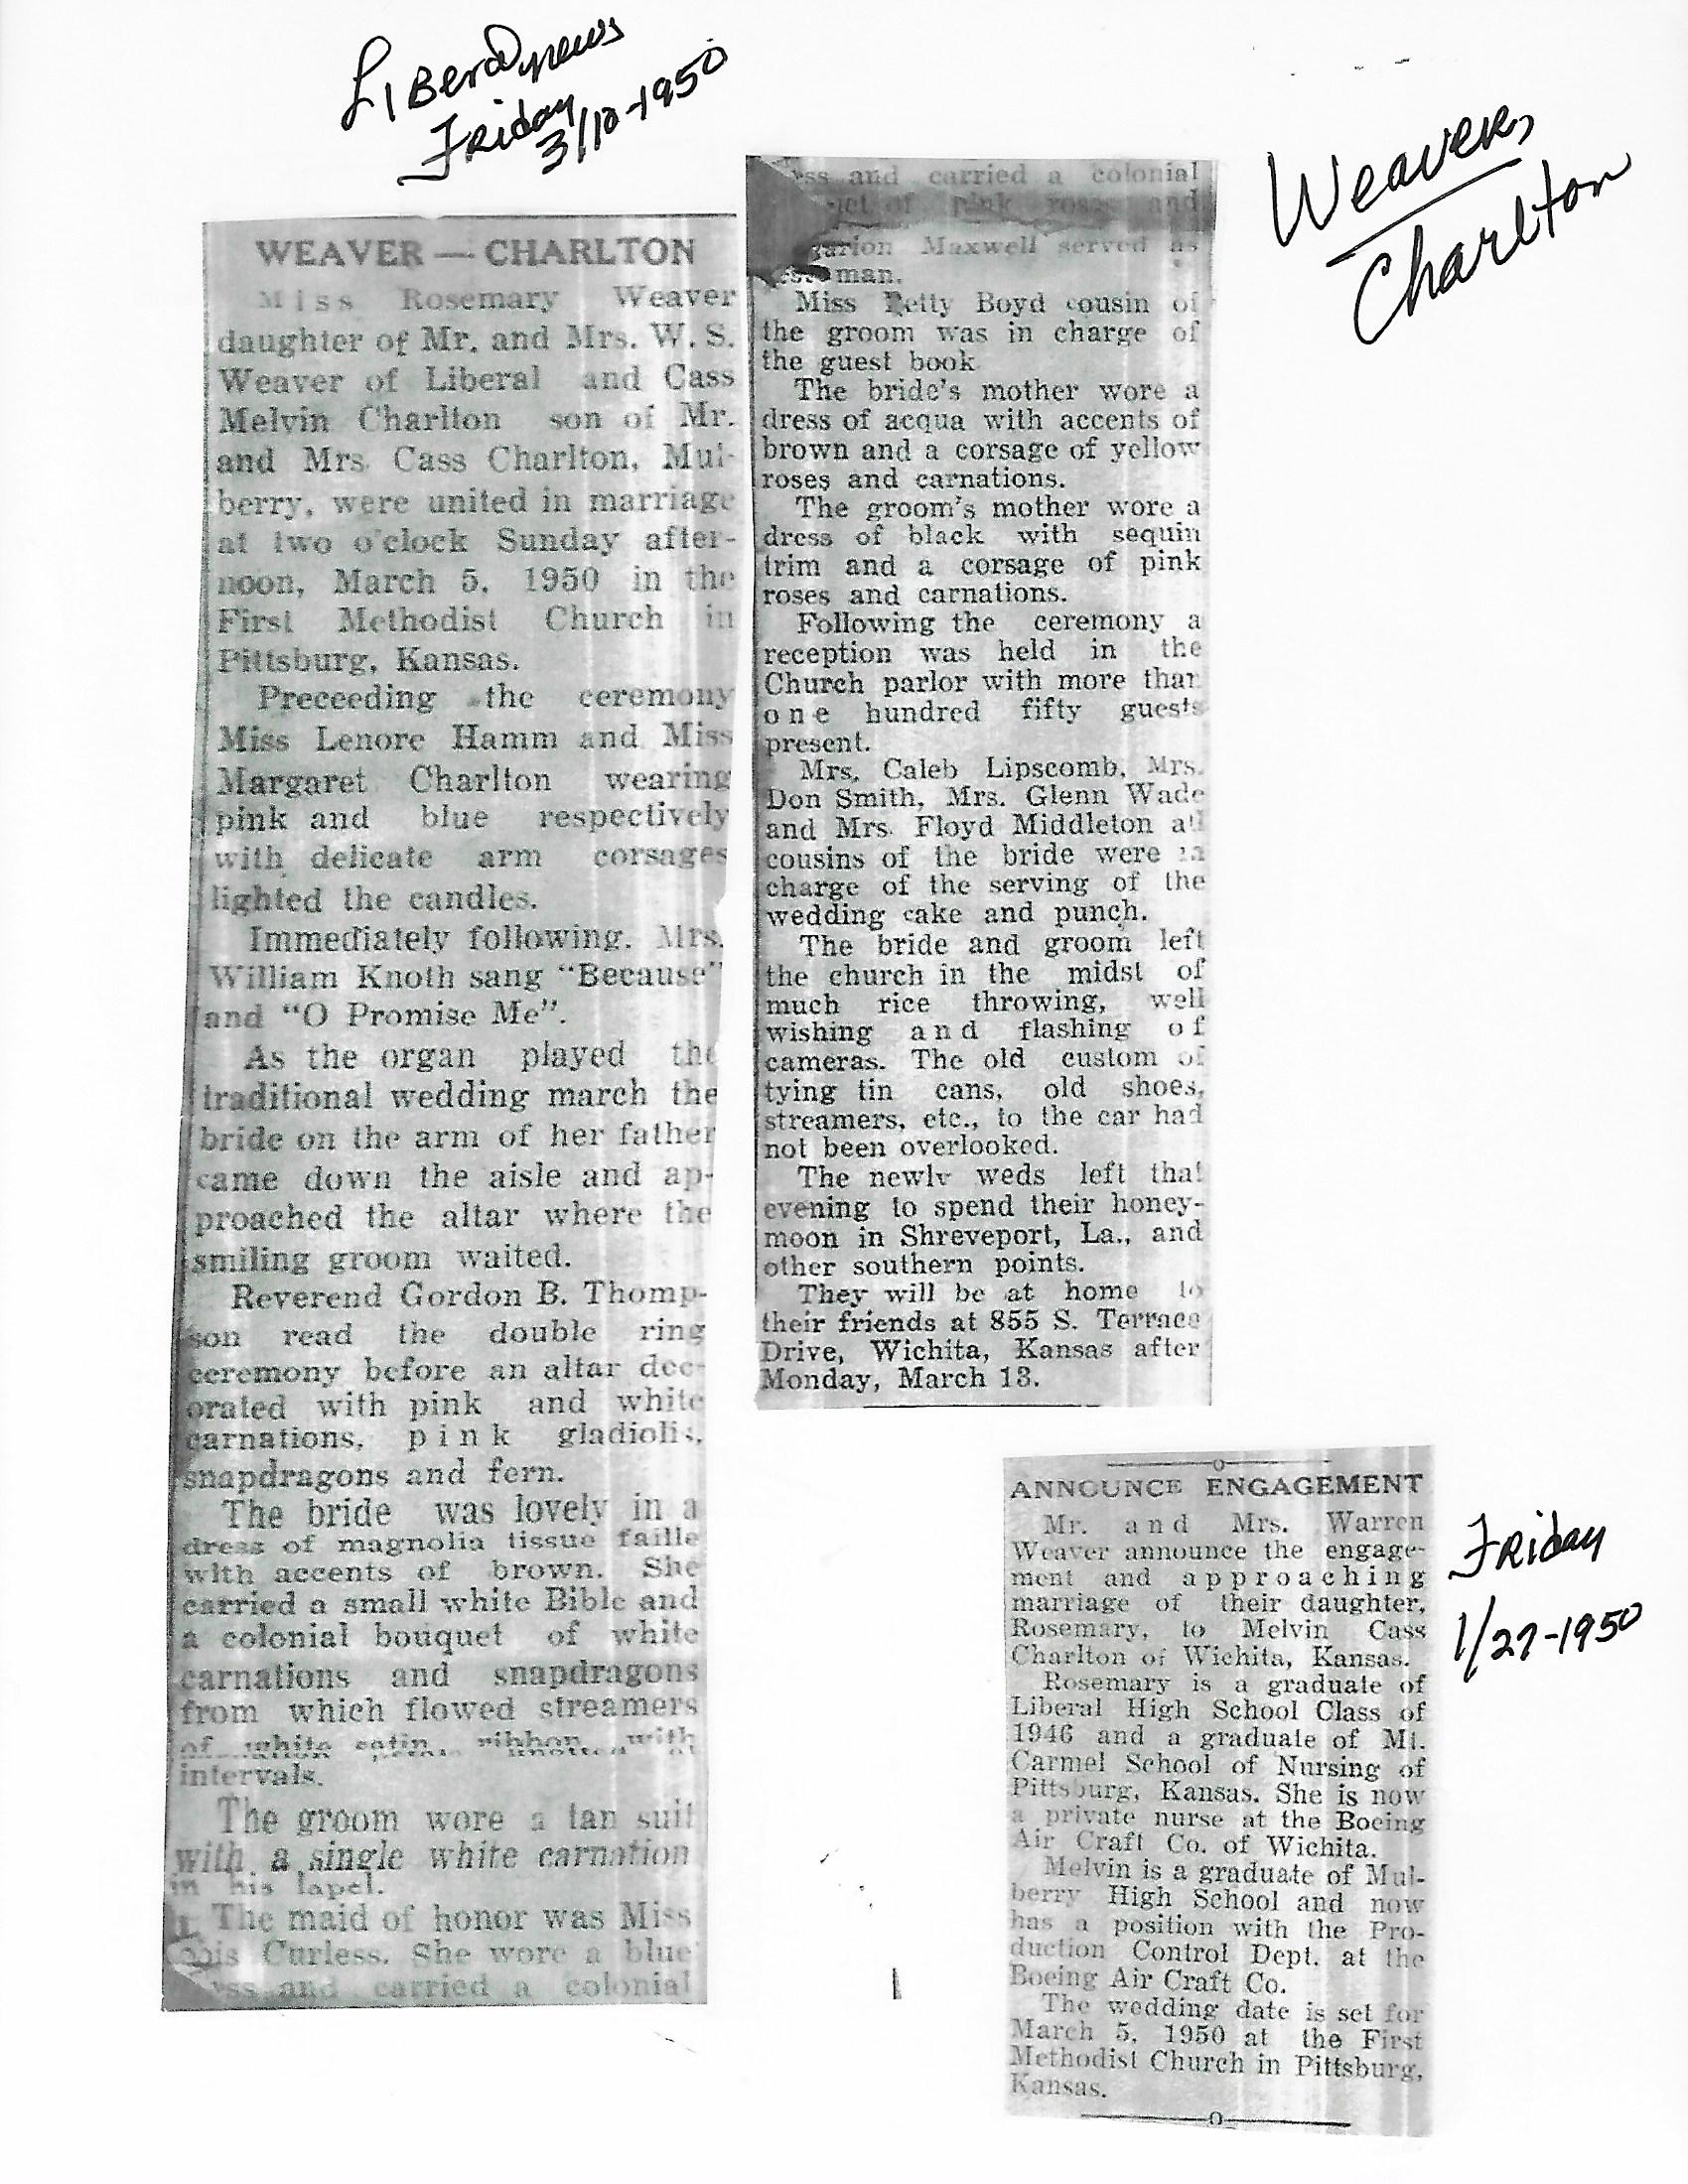 Liberal news
Friday
3/10-1950
Weaver,
Charlton
WEAVER — CHARLTON
Miss Rosemary Weaver
daughter of Mr. and Mrs. W. S.
Weaver of Liberal and Cass
Melvin Charlton son of Mr.
and Mrs. Cass Charlton, Mul-
berry, were united in marriage
at two o'clock Sunday after-
noon, March 5, 1950 in the
First Methodist Church in
Pittsburg, Kansas.
Preceeding the ceremony
Miss Lenore Hamm and Miss
Margaret Charlton wearing
pink and blue respectively
with delicate arm corsages
lighted the candles.
Immediately following, Mrs.
William Knoth sang "Because"
and "O Promise Me".
As the organ played the
traditional wedding march the
bride on the arm of her father
came down the aisle and ap-
proached the altar where the
smiling groom waited.
Reverend Gordon B. Thomp-
son read the double ring
ceremony before an altar dec-
orated with pink and white
carnations, pink gladiolis,
snapdragons and fern.
The bride was lovely in a
dress of magnolia tissue faille
with accents of brown. She
carried a small white Bible and
a colonial bouquet of white
carnations and snapdragons
from which flowed streamers
of white satin ribbon with
intervals.
The groom wore a tan suit
with a single white carnation
in his lapel.
The maid of honor was Miss
Curless. She wore a blue
and carried a colonial
and carried a colonial
of pink roses and
Maxwell served as
man.
Miss Betty Boyd cousin of
the groom was in charge of
the guest book
The bride's mother wore a
dress of acqua with accents of
brown and a corsage of yellow
roses and carnations.
The groom's mother wore a
dress of black with sequin
trim and a corsage of pink
roses and carnations.
Following the ceremony a
reception was held in the
Church parlor with more than
one hundred fifty guests
present.
Mrs. Caleb Lipscomb, Mrs.
Don Smith, Mrs. Glenn Wade
and Mrs. Floyd Middleton all
cousins of the bride were in
charge of the serving of the
wedding cake and punch.
The bride and groom left
the church in the midst of
much rice throwing, well
wishing and flashing of
cameras. The old custom of
tying tin cans, old shoes,
streamers, etc., to the car had
not been overlooked.
The newly weds left that
evening to spend their honey-
moon in Shreveport, La., and
other southern points.
They will be at home to
their friends at 855 S. Terrace
Drive, Wichita, Kansas after
Monday, March 13.
ANNOUNCE ENGAGEMENT
Mr. and Mrs. Warren
Weaver announce the engage-
ment and approaching
marriage of their daughter,
Rosemary, to Melvin Cass
Charlton of Wichita, Kansas.
Rosemary is a graduate of
Liberal High School Class of
1946 and a graduate of Mt.
Carmel School of Nursing of
Pittsburg, Kansas. She is now
a private nurse at the Boeing
Air Craft Co. of Wichita.
Melvin is a graduate of Mul-
berry High School and now
has a position with the Pro-
duction Control Dept. at the
Boeing Air Craft Co.
The wedding date is set for
March 5, 1950 at the First
Methodist Church in Pittsburg,
Kansas.
Friday
1/27-1950